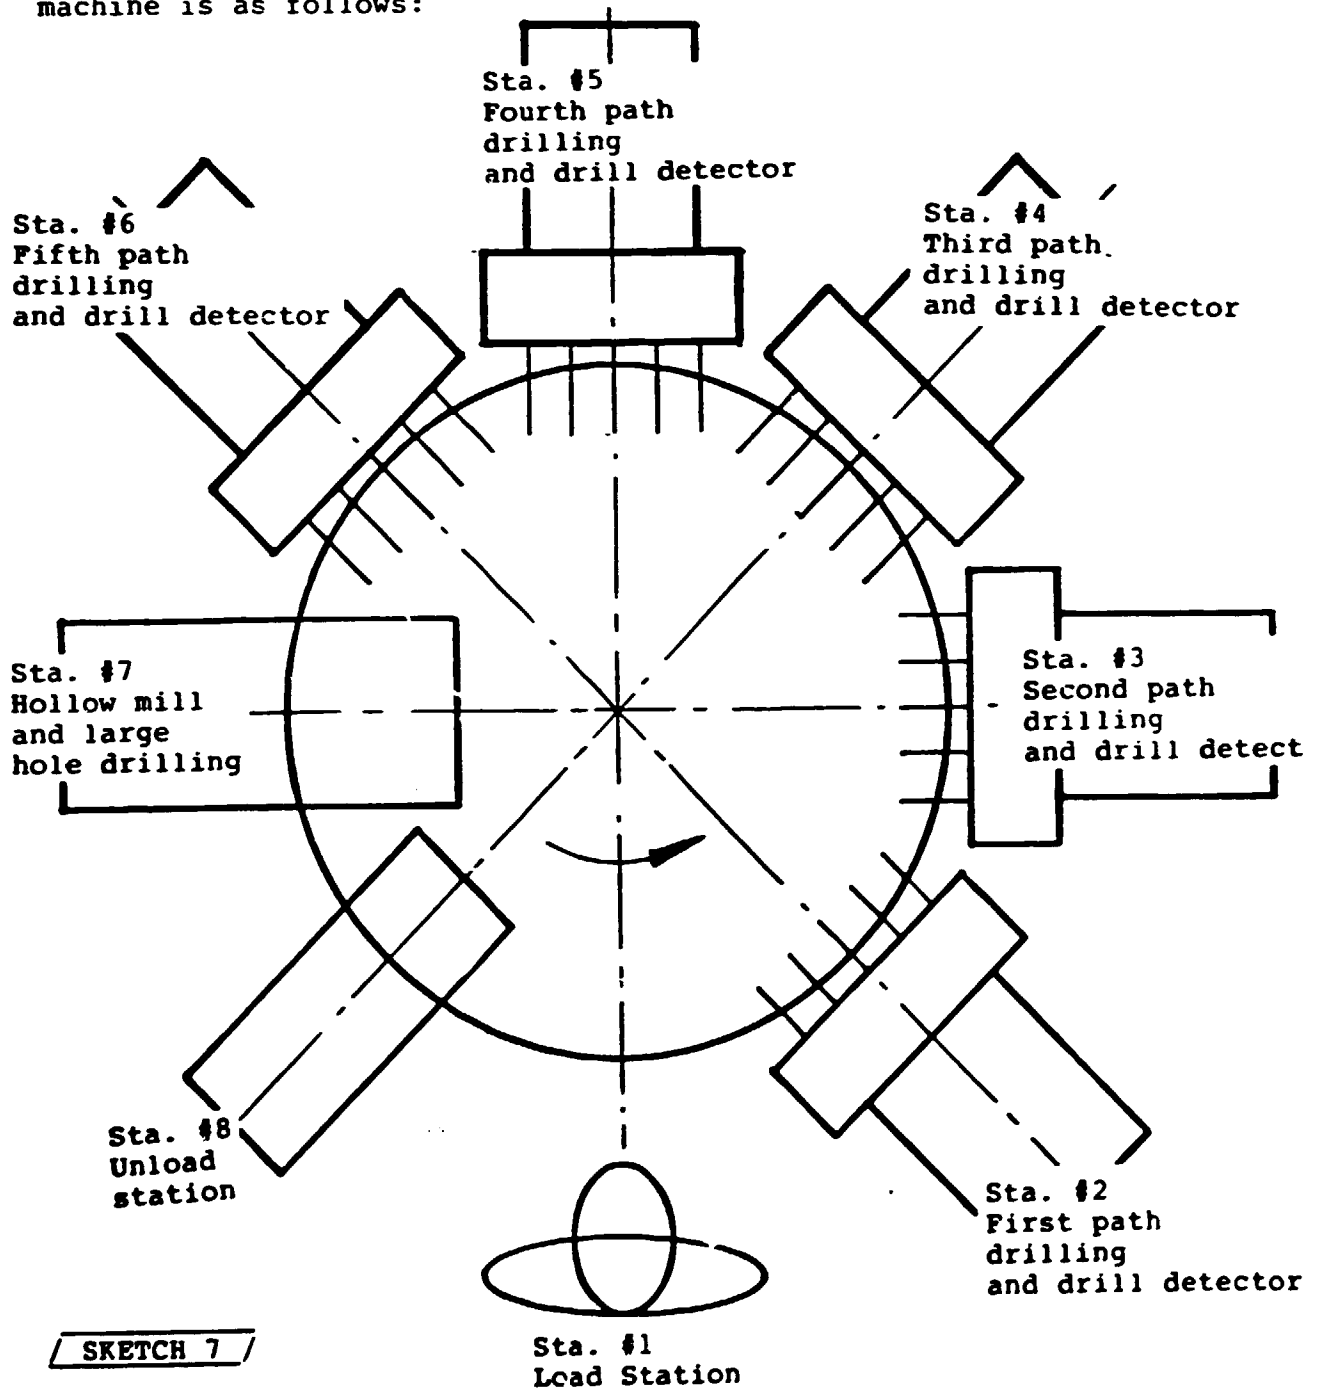 machine is as follows:
Sta. #5
Fourth path
drilling
and drill detector
Sta. #6
Fifth path
drilling
and drill detector
Sta. #4
Third path
drilling
and drill detector
Sta. #7
Hollow mill
and large
hole drilling
Sta. #3
Second path
drilling
and drill detect
Sta. #8
Unload
station
Sta. #2
First path
drilling
and drill detector
Sta. #1
Load Station
SKETCH 7